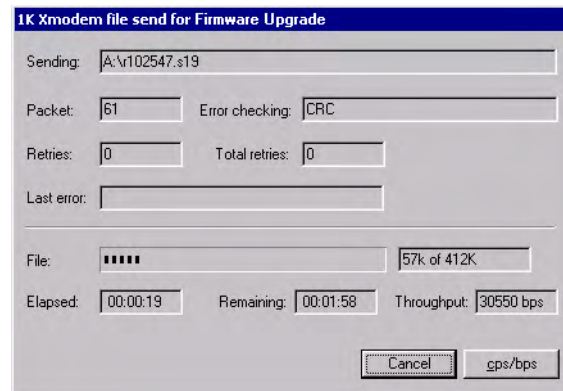 1K Xmodem file send for Firmware Upgrade
Sending: A:\r102547.s19
Packet: 61 Error checking: CRC
Retries: 0 Total retries: 0
Last error:
File: 57k of 412K
Elapsed: 00:00:19 Remaining: 00:01:58 Throughput: 30550 bps
Cancel cps/bps